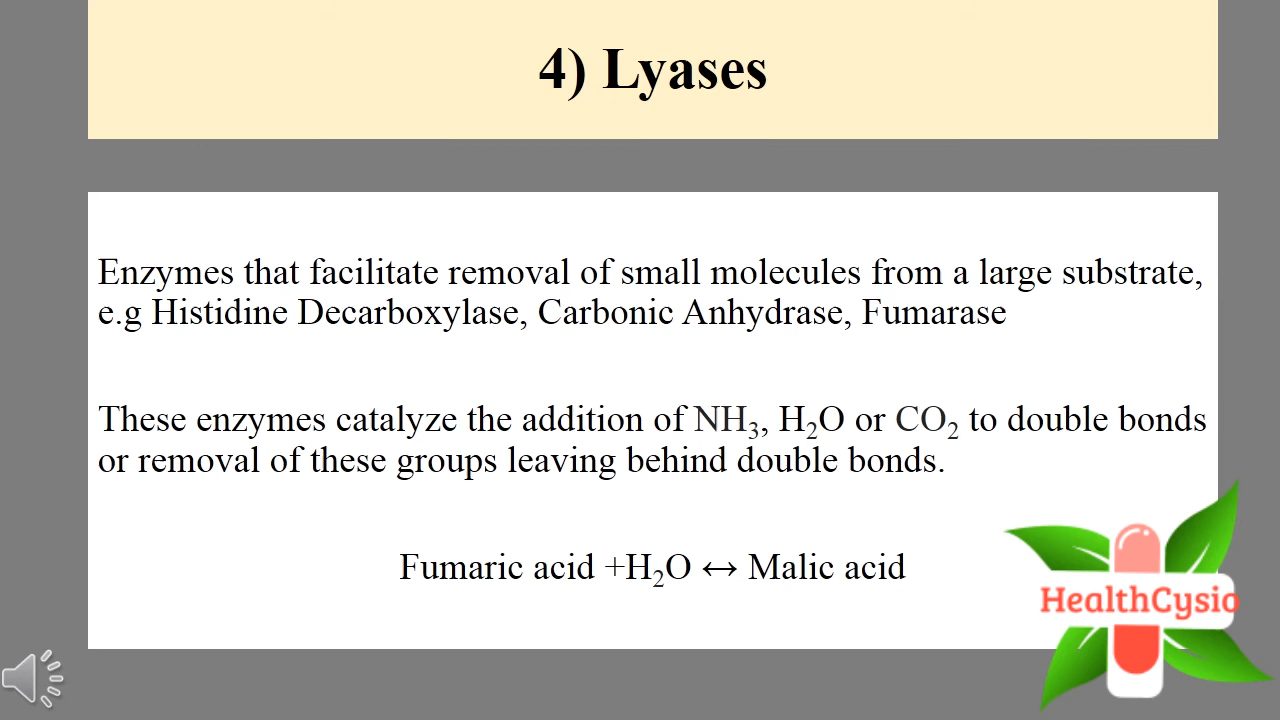 4) Lyases
Enzymes that facilitate removal of small molecules from a large substrate,
e.g Histidine Decarboxylase, Carbonic Anhydrase, Fumarase
These enzymes catalyze the addition of NH₃, H₂O or CO₂ to double bonds
or removal of these groups leaving behind double bonds.
Fumaric acid +H₂O ↔ Malic acid
HealthCysio